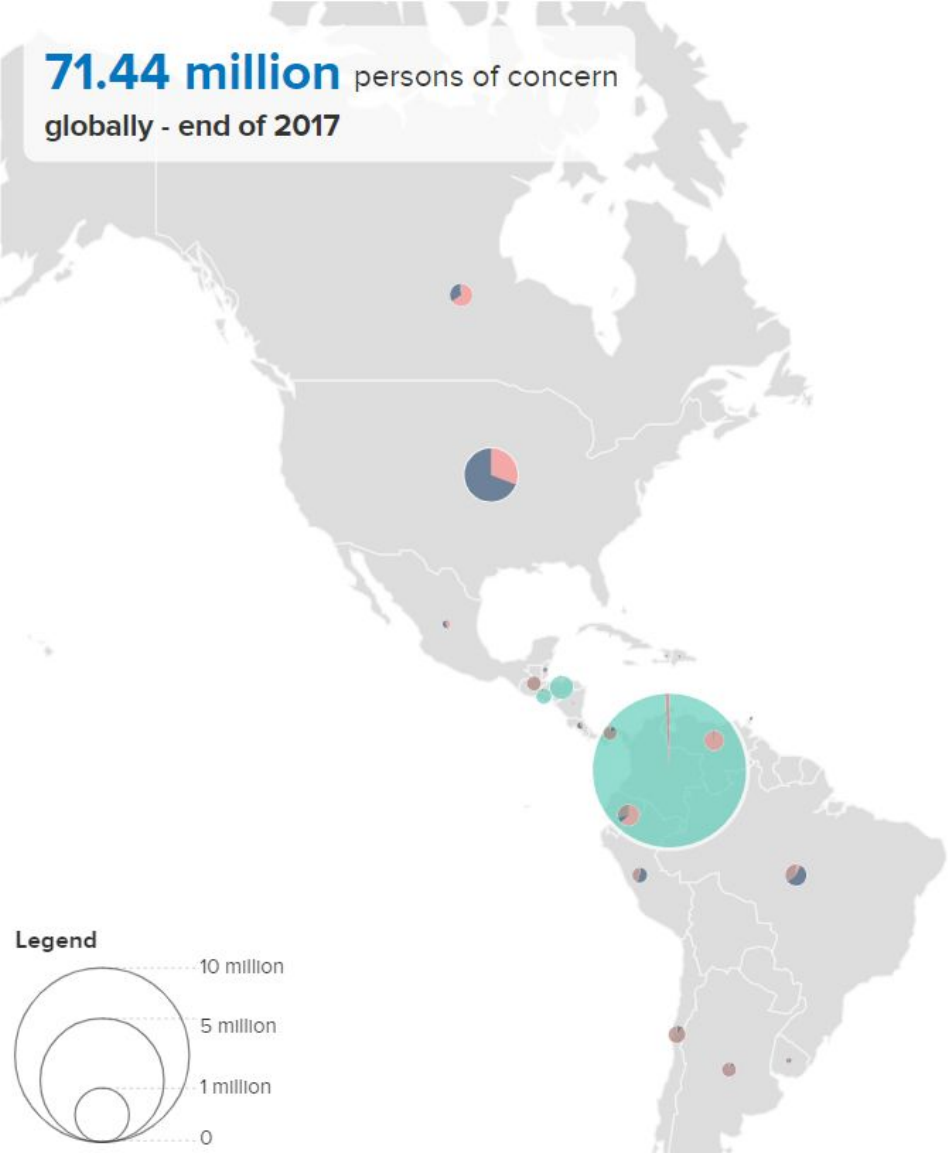 71.44 million persons of concern
globally - end of 2017
Legend
10 million
5 million
1 million
0